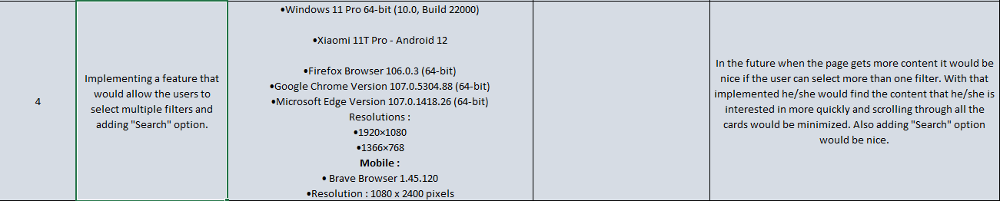 4
Implementing a feature that
would allow the users to
select multiple filters and
adding "Search" option.
•Windows 11 Pro 64-bit (10.0, Build 22000)
•Xiaomi 11T Pro - Android 12
•Firefox Browser 106.0.3 (64-bit)
•Google Chrome Version 107.0.5304.88 (64-bit)
•Microsoft Edge Version 107.0.1418.26 (64-bit)
Resolutions :
•1920×1080
•1366×768
Mobile :
• Brave Browser 1.45.120
•Resolution : 1080 x 2400 pixels
In the future when the page gets more content it would be
nice if the user can select more than one filter. With that
implemented he/she would find the content that he/she is
interested in more quickly and scrolling through all the
cards would be minimized. Also adding "Search" option
would be nice.